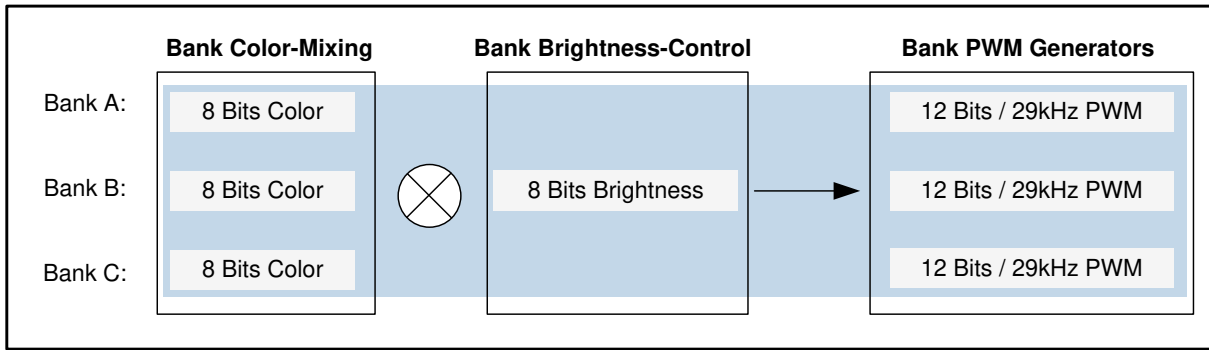 Bank Color-Mixing Bank Brightness-Control Bank PWM Generators
Bank A: 8 Bits Color 12 Bits / 29kHz PWM
Bank B: 8 Bits Color 8 Bits Brightness 12 Bits / 29kHz PWM
Bank C: 8 Bits Color 12 Bits / 29kHz PWM